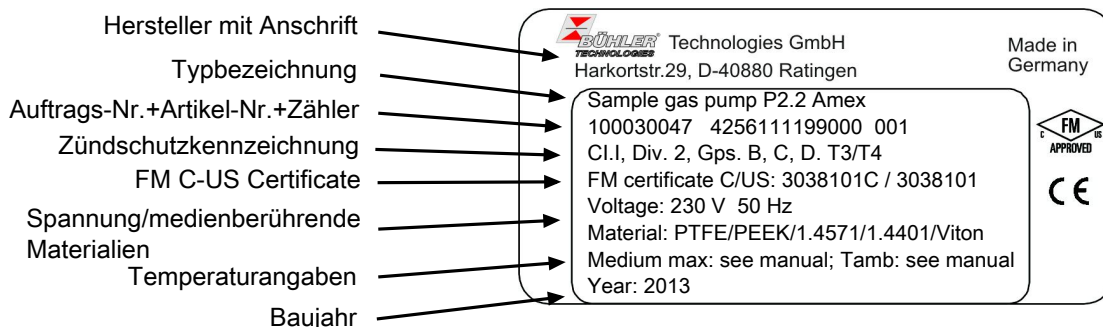 Hersteller mit Anschrift
Typbezeichnung
Auftrags-Nr.+Artikel-Nr.+Zähler
Zündschutzkennzeichnung
FM C-US Certificate
Spannung/medienberührende
Materialien
Temperaturangaben
Baujahr
BÜHLER Technologies GmbH
TECHNOLOGIES
Harkortstr.29, D-40880 Ratingen
Made in
Germany
Sample gas pump P2.2 Amex
100030047 4256111199000 001
CI.I, Div. 2, Gps. B, C, D. T3/T4
FM certificate C/US: 3038101C / 3038101
Voltage: 230 V 50 Hz
Material: PTFE/PEEK/1.4571/1.4401/Viton
Medium max: see manual; Tamb: see manual
Year: 2013
C FM US
APPROVED
CE